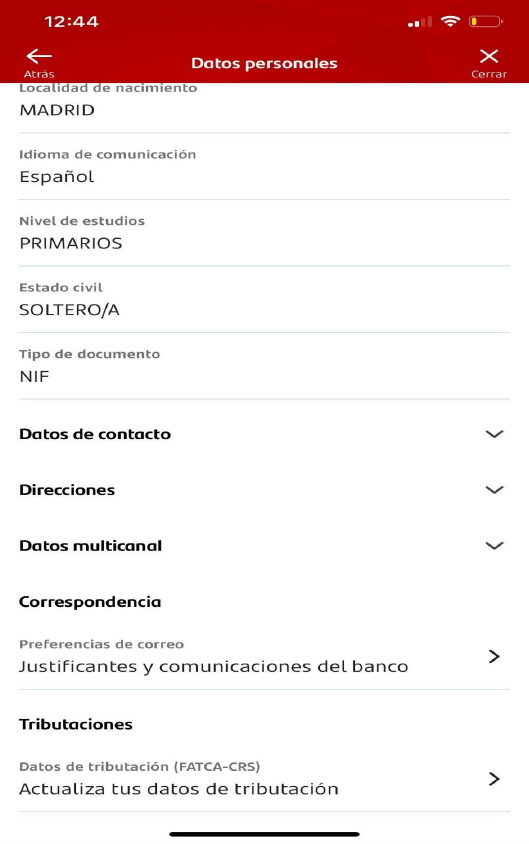 12:44
Atrás
Datos personales
Cerrar
Localidad de nacimiento
MADRID
Idioma de comunicación
Español
Nivel de estudios
PRIMARIOS
Estado civil
SOLTERO/A
Tipo de documento
NIF
Datos de contacto
Direcciones
Datos multicanal
Correspondencia
Preferencias de correo
Justificantes y comunicaciones del banco
Tributaciones
Datos de tributación (FATCA-CRS)
Actualiza tus datos de tributación